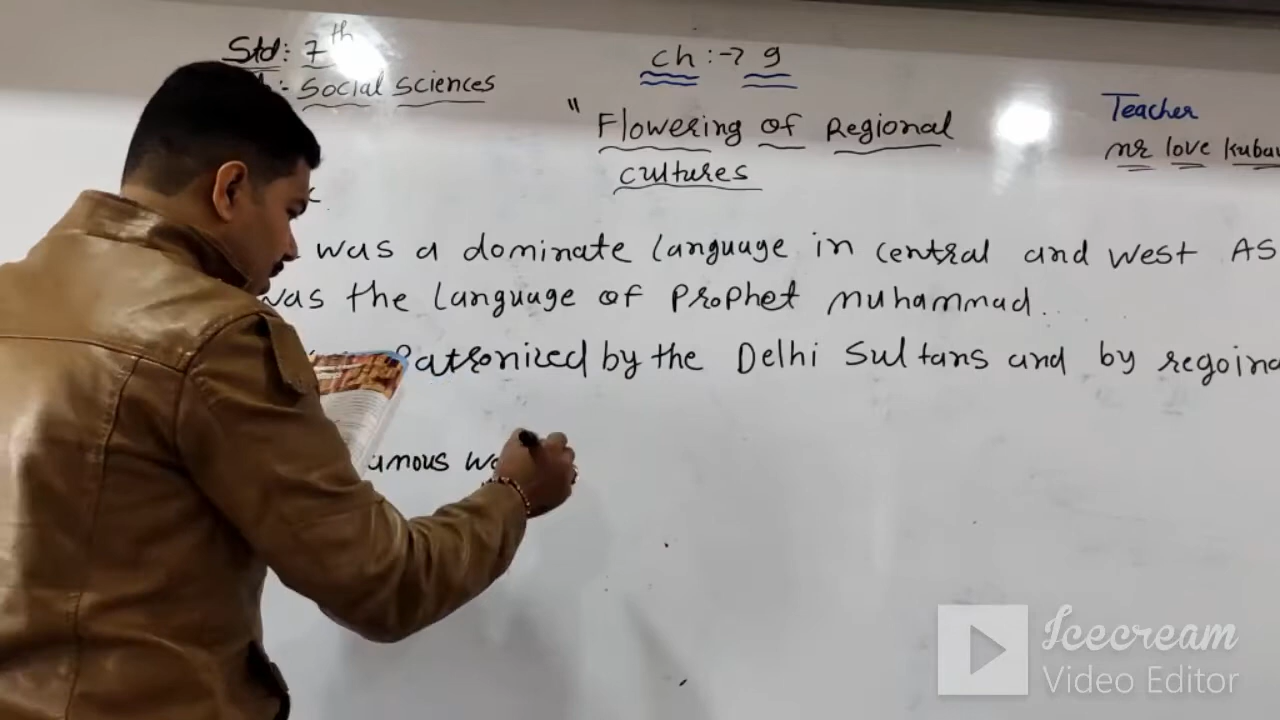 Std: 7th
:- Social Sciences
ch :-> 9
" Flowering of Regional
cultures
Teacher
mr love kubav
was a dominate language in central and west AS
was the language of Prophet muhammad.
Patronized by the Delhi Sultans and by regoina
amous wo
Icecream
Video Editor